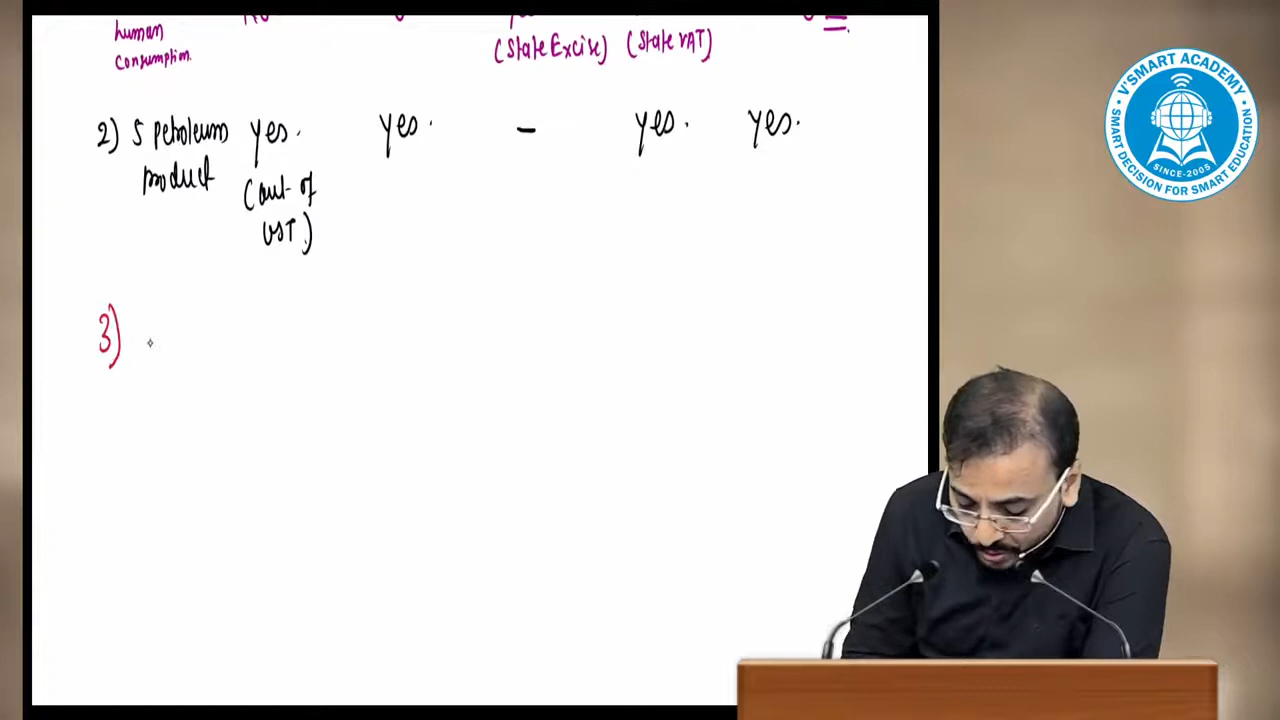 human
consumption.
(State Excise) (State VAT)
2) 5 petroleum yes. yes. - yes. yes.
product
(out of
GST)
3)
V'SMART ACADEMY
SINCE-2005
SMART DECISION FOR SMART EDUCATION